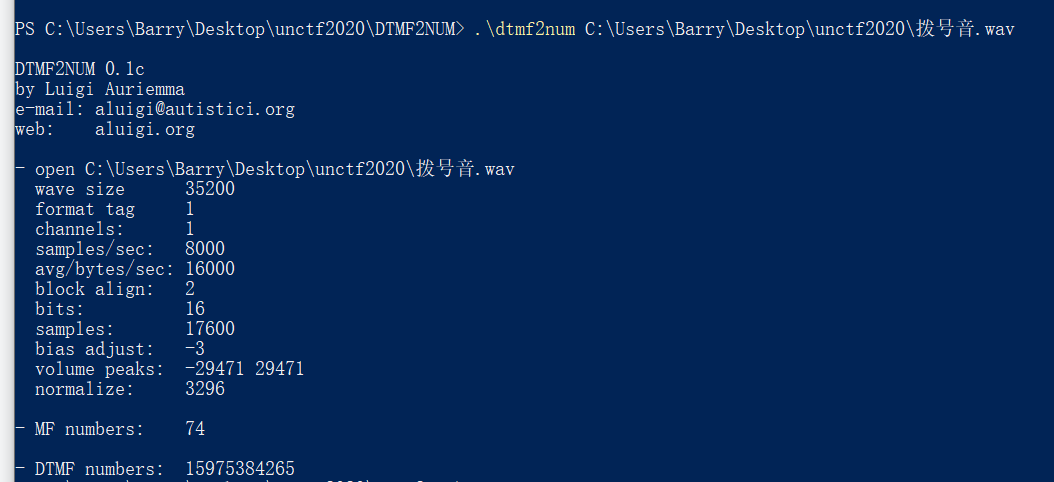 PS C:\Users\Barry\Desktop\unctf2020\DTMF2NUM> .\dtmf2num C:\Users\Barry\Desktop\unctf2020\拨号音.wav
DTMF2NUM 0.1c
by Luigi Auriemma
e-mail: aluigi@autistici.org
web:    aluigi.org
- open C:\Users\Barry\Desktop\unctf2020\拨号音.wav
  wave size      35200
  format tag     1
  channels:      1
  samples/sec:   8000
  avg/bytes/sec: 16000
  block align:   2
  bits:          16
  samples:       17600
  bias adjust:   -3
  volume peaks:  -29471 29471
  normalize:     3296
- MF numbers:    74
- DTMF numbers:  15975384265